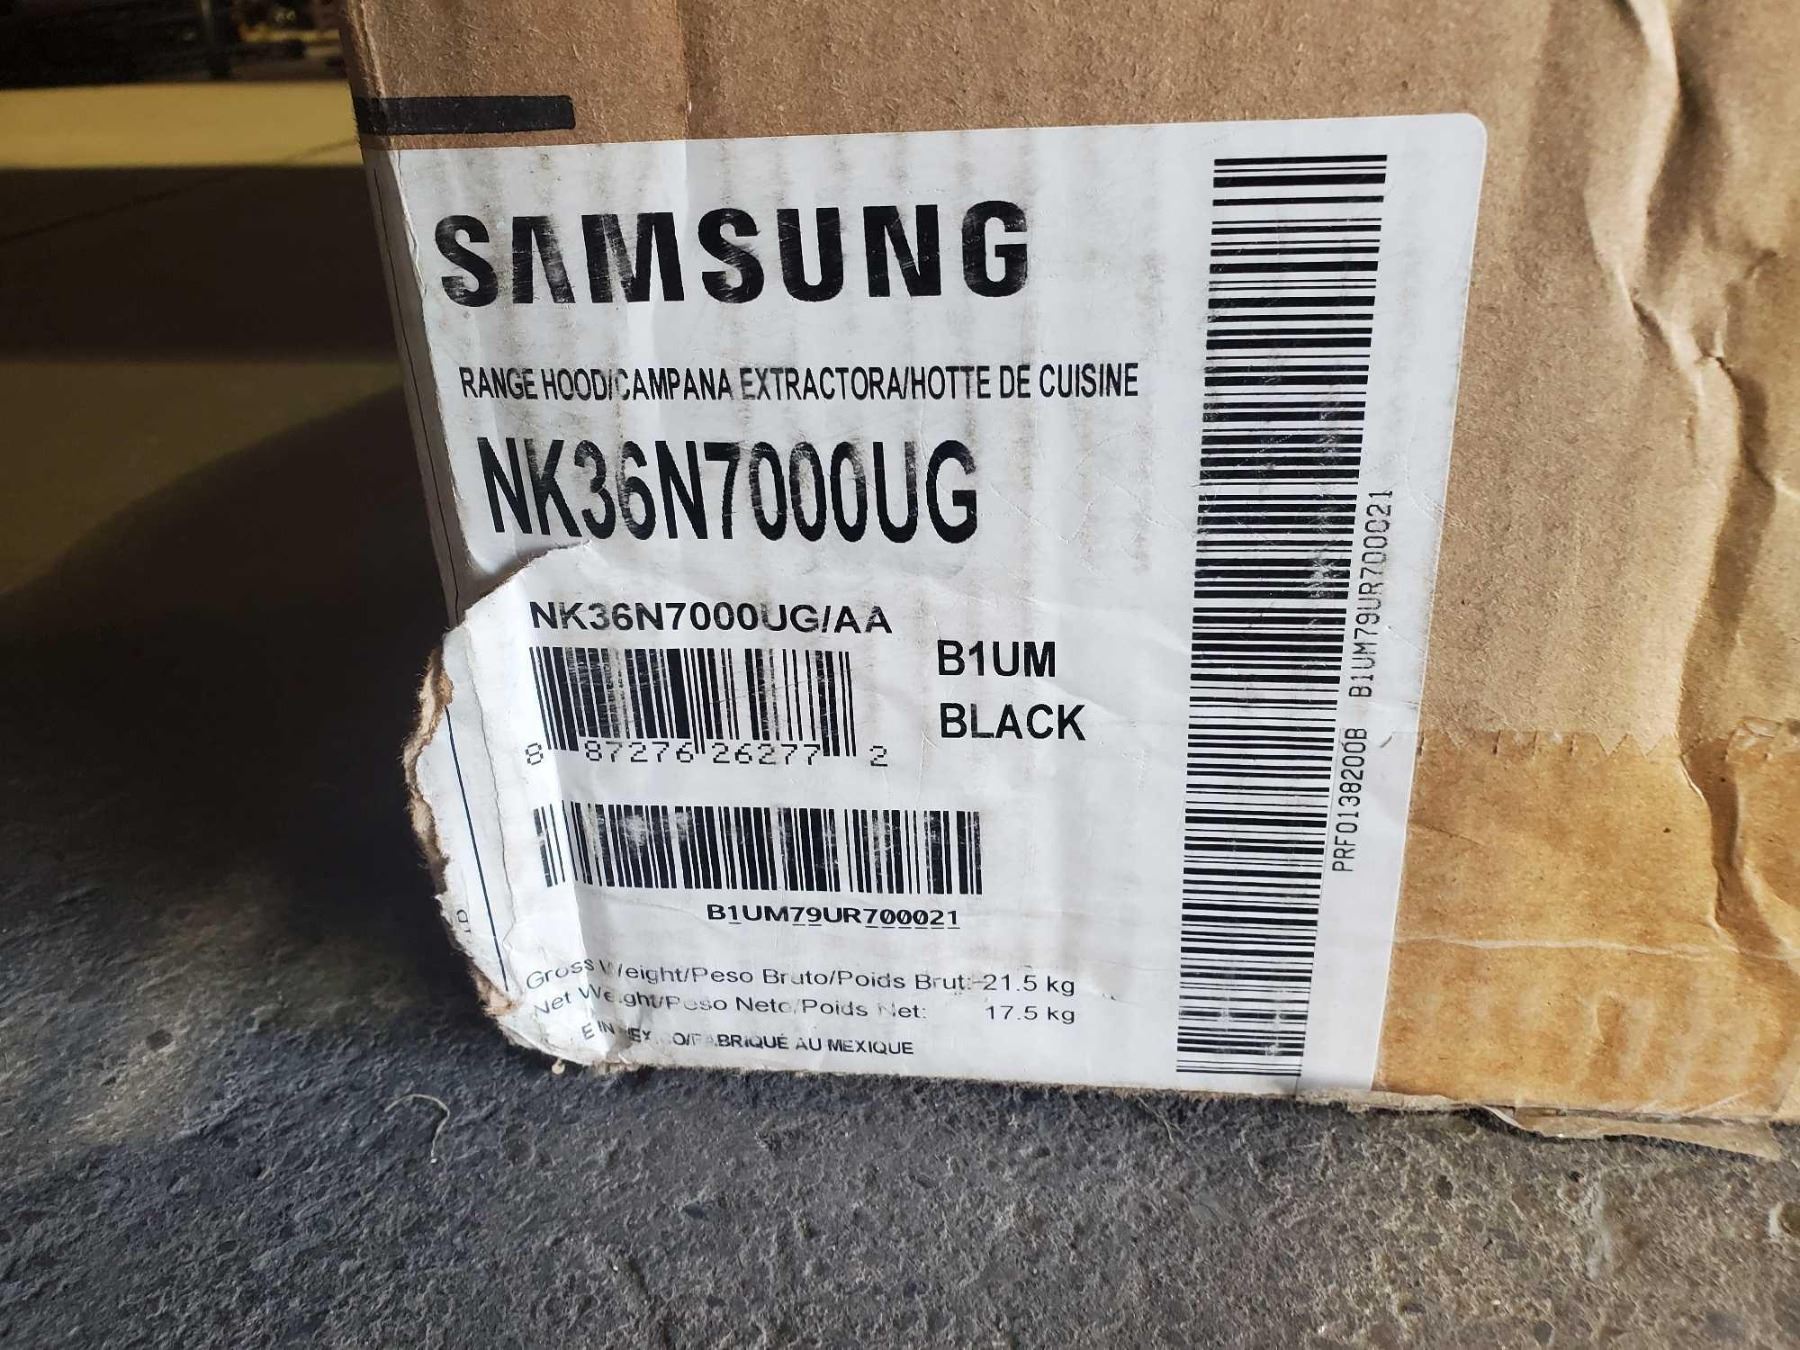 SAMSUNG
RANGE HOOD/CAMPANA EXTRACTORA/HOTTE DE CUISINE
NK36N7000UG
NK36N7000UG/AA
B1UM
BLACK
8 87276 26277 2
B1UM79UR700021
Gross Weight/Peso Bruto/Poids Brut: 21.5 kg
Net Weight/Peso Neto/Poids Net: 17.5 kg
E IN MEXICO/FABRIQUÉ AU MEXIQUE
PRF0138200B B1UM79UR700021